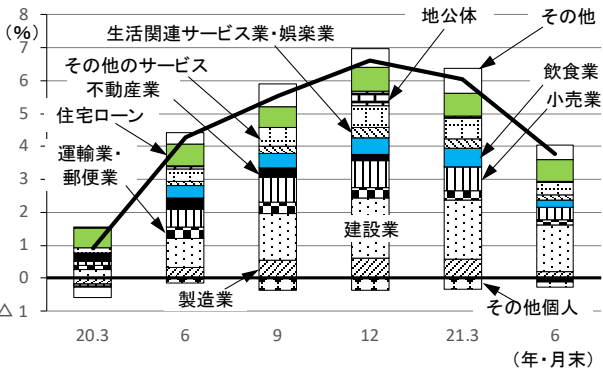 8
(%)
7
6
5
4
3
2
1
0
△ 1
生活関連サービス業・娯楽業
地公体
その他
その他のサービス
飲食業
不動産業
小売業
住宅ローン
運輸業・
郵便業
建設業
製造業
その他個人
20.3 6 9 12 21.3 6
(年・月末)